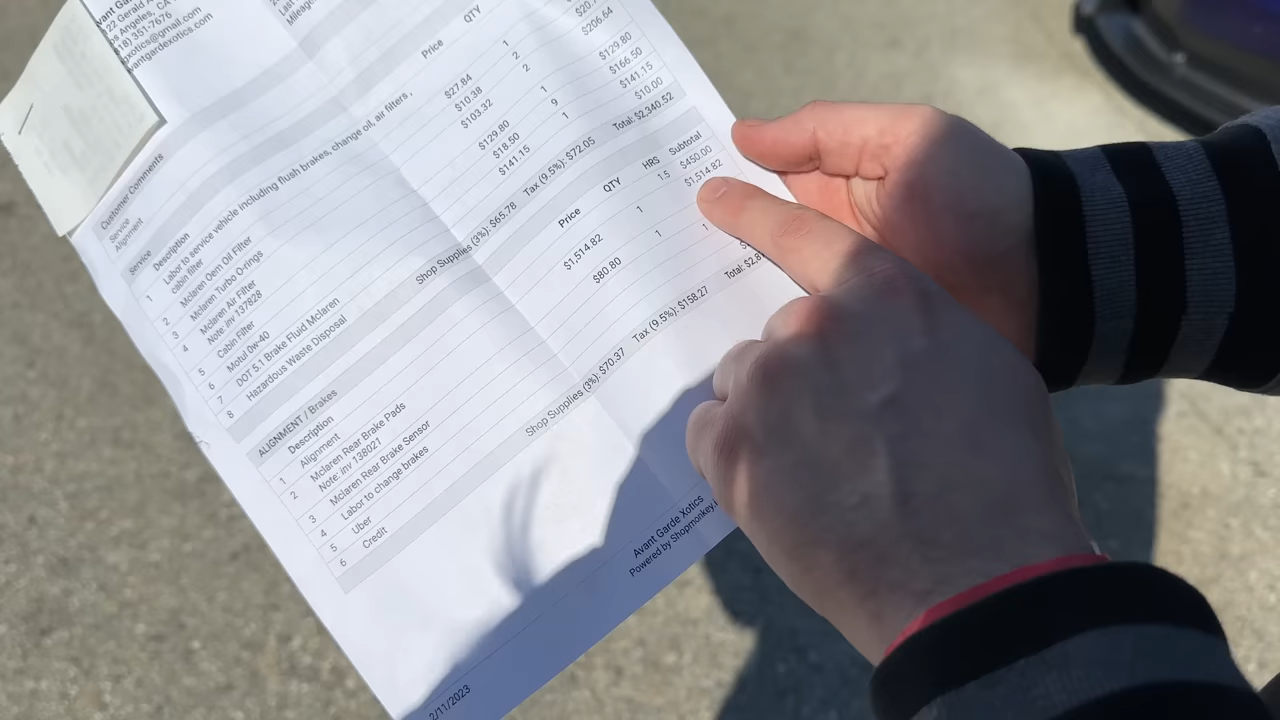 vant Garde
22 Gerald A
os Angeles, CA
818) 351-7676
pxotics@gmail.com
vantgardexotics.com
Mileage
Customer Comments
Service
Alignment
Service Description Price QTY
1 Labor to service vehicle including flush brakes, change oil, air filters,
cabin filter
2 Mclaren Oem Oil Filter $27.84 1
3 Mclaren Turbo O-rings $10.38 2 $20.7
4 Mclaren Air Filter $103.32 2 $206.64
Note: inv 137828
5 Cabin Filter $129.80 1 $129.80
6 Motul 0w-40 $18.50 9 $166.50
7 DOT 5.1 Brake Fluid Mclaren $141.15 1 $141.15
8 Hazardous Waste Disposal $10.00
Shop Supplies (3%): $65.78 Tax (9.5%): $72.05 Total: $2,340.52
ALIGNMENT / Brakes
Description Price QTY HRS Subtotal
1 Alignment 1.5 $450.00
2 Mclaren Rear Brake Pads $1,514.82 1 $1,514.82
Note: inv 138021
3 Mclaren Rear Brake Sensor $80.80 1
4 Labor to change brakes 1
5 Uber
6 Credit
Shop Supplies (3%): $70.37 Tax (9.5%): $158.27 Total: $2,8
Avant Garde Xotics
Powered by Shopmonkey.i
2/11/2023